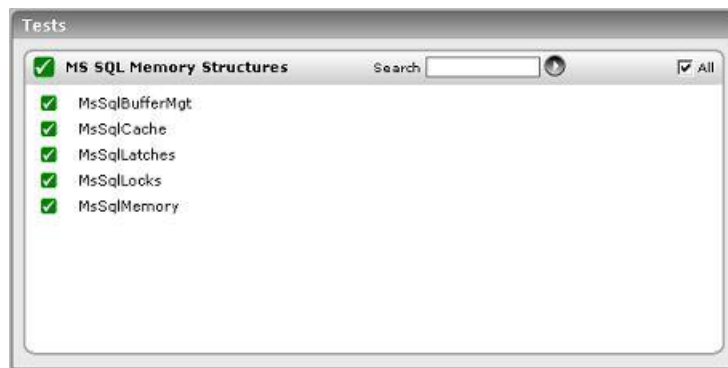 Tests
MS SQL Memory Structures Search All
MsSqlBufferMgt
MsSqlCache
MsSqlLatches
MsSqlLocks
MsSqlMemory